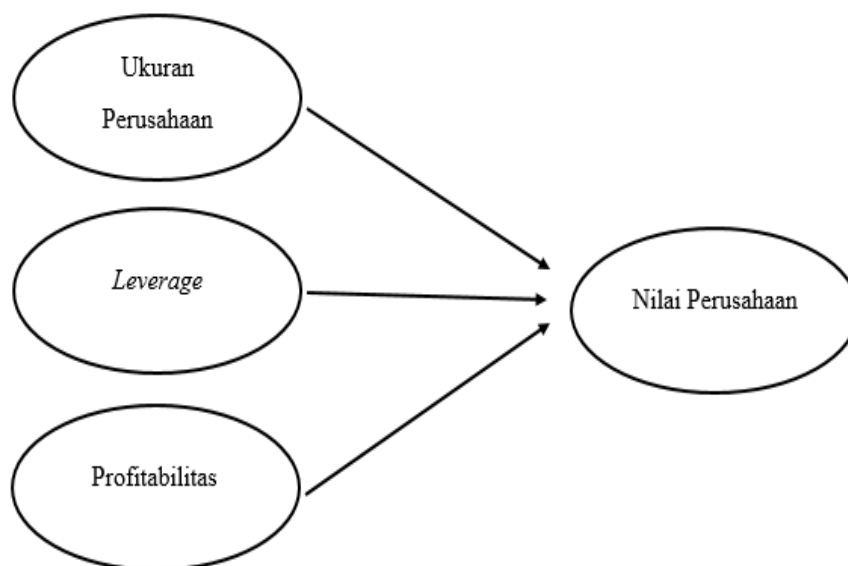 Ukuran
Perusahaan
Leverage
Nilai Perusahaan
Profitabilitas